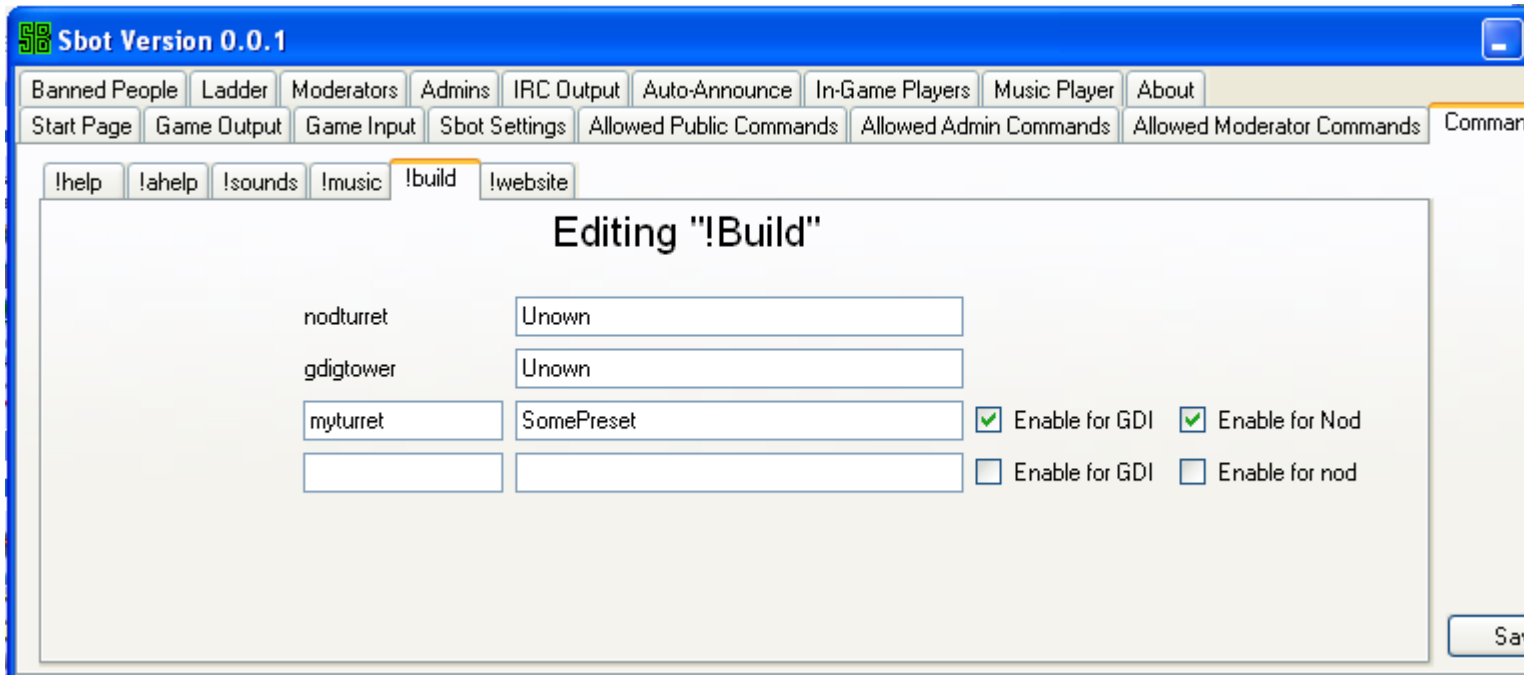 SB Sbot Version 0.0.1
Banned People Ladder Moderators Admins IRC Output Auto-Announce In-Game Players Music Player About
Start Page Game Output Game Input Sbot Settings Allowed Public Commands Allowed Admin Commands Allowed Moderator Commands Comman
!help !ahelp !sounds !music !build !website
Editing "!Build"
nodturret Unown
gdigtower Unown
myturret SomePreset Enable for GDI Enable for Nod
Enable for GDI Enable for nod
Sav